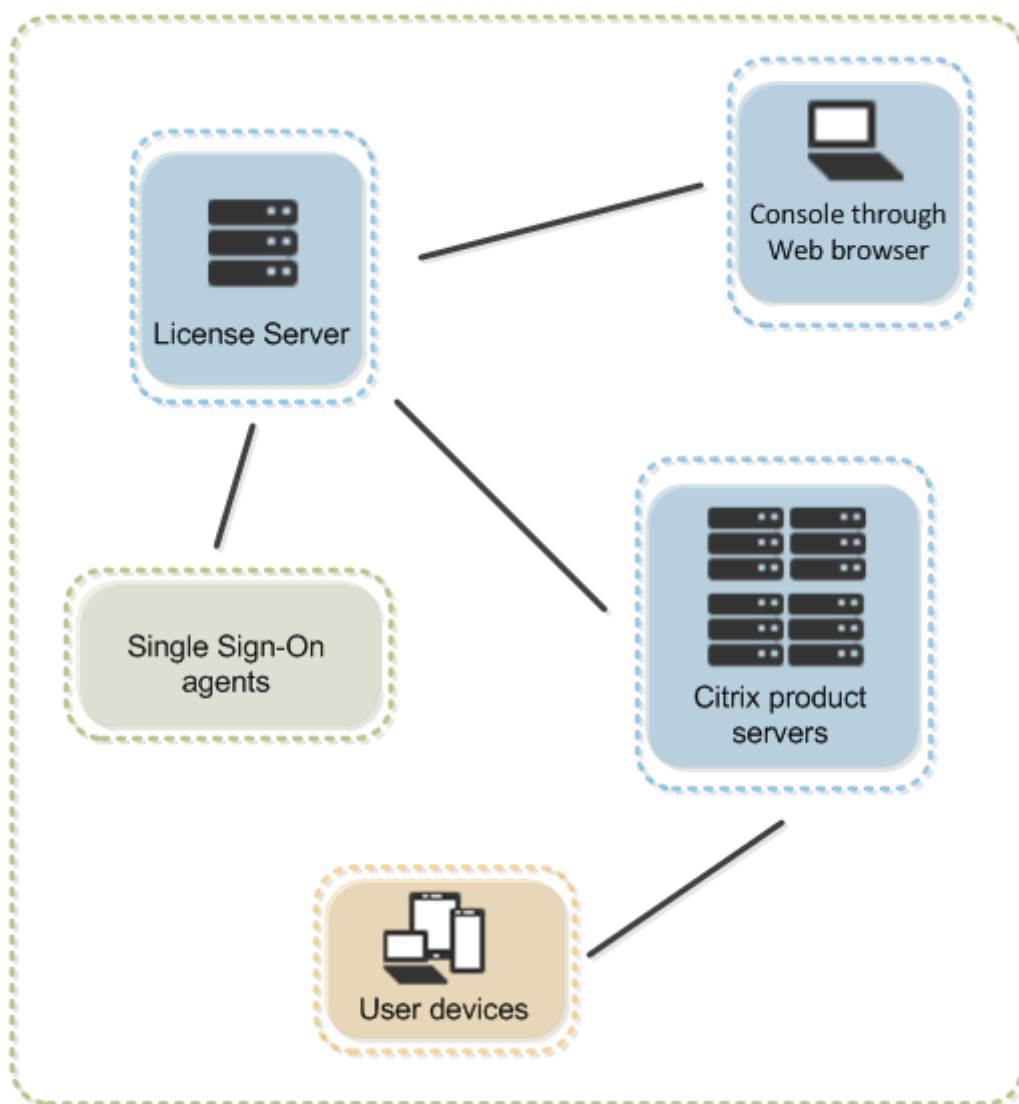 Console through
Web browser
License Server
Single Sign-On
agents
Citrix product
servers
User devices